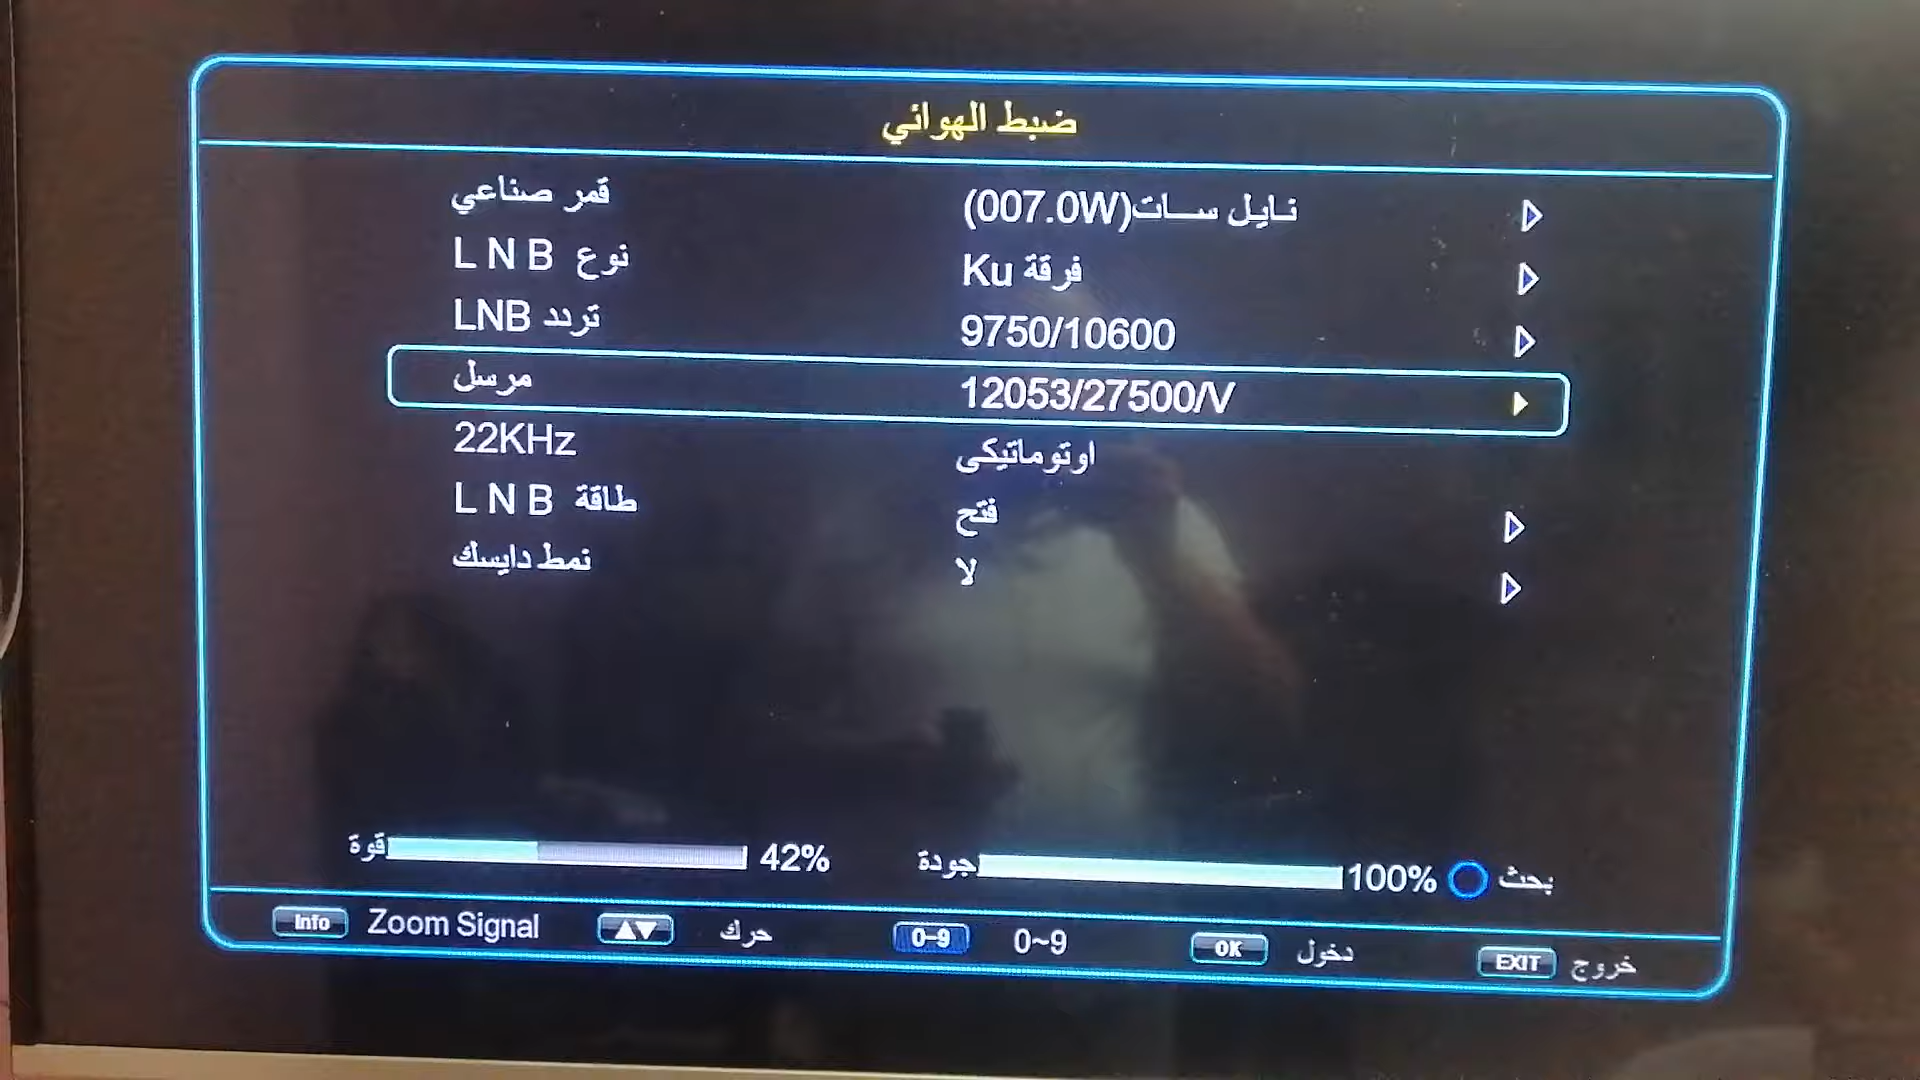 ضبط الهوائي
قمر صناعي نايل سات(007.0W)
نوع LNB فرقة Ku
تردد LNB 9750/10600
مرسل 12053/27500/V
22KHz اوتوماتيكى
طاقة LNB فتح
نمط دايسك لا
قوة 42% جودة 100% بحث
Info Zoom Signal حرك 0-9 0~9 OK دخول EXIT خروج